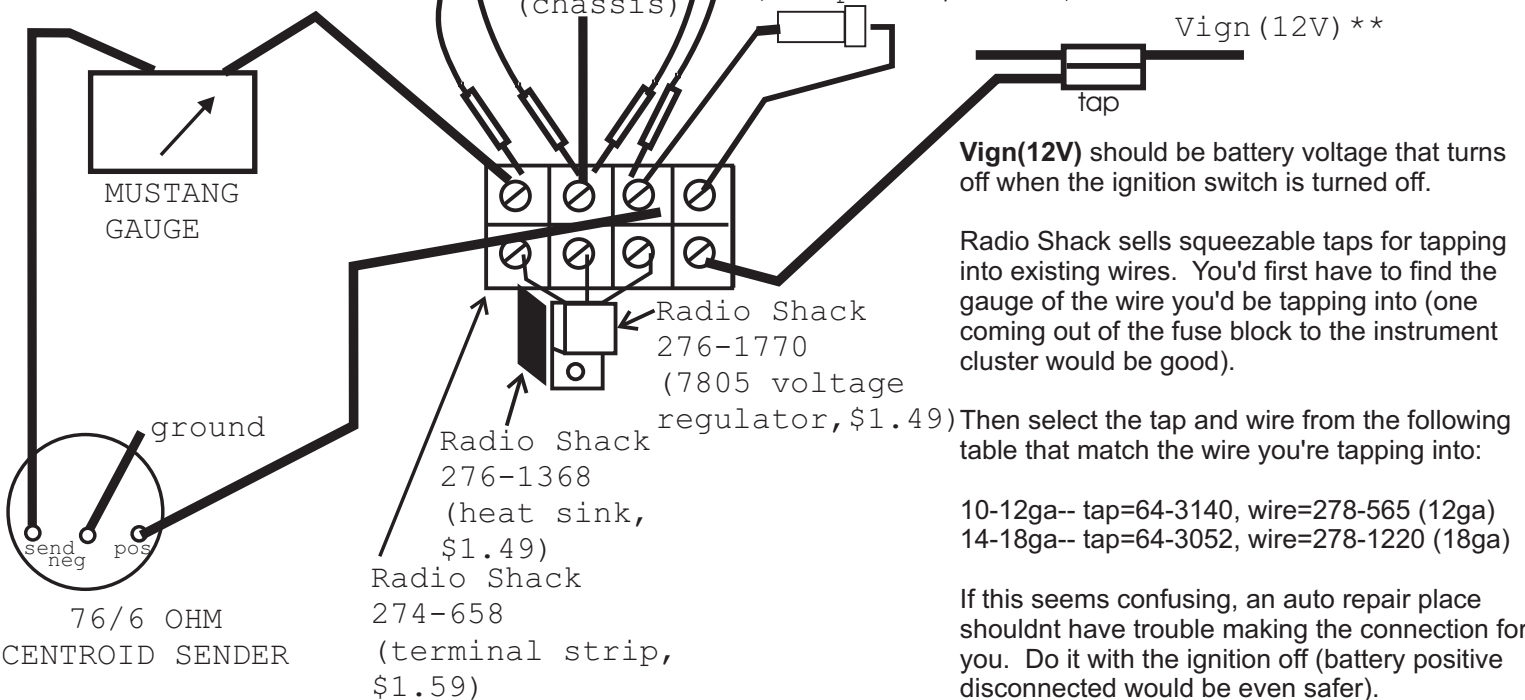 (chassis)
Vign(12V)**
tap
Vign(12V) should be battery voltage that turns
off when the ignition switch is turned off.
MUSTANG
GAUGE
Radio Shack sells squeezable taps for tapping
into existing wires. You'd first have to find the
gauge of the wire you'd be tapping into (one
coming out of the fuse block to the instrument
cluster would be good).
Radio Shack
276-1770
(7805 voltage
regulator,$1.49)
Then select the tap and wire from the following
table that match the wire you're tapping into:
ground
Radio Shack
276-1368
(heat sink,
$1.49)
10-12ga-- tap=64-3140, wire=278-565 (12ga)
14-18ga-- tap=64-3052, wire=278-1220 (18ga)
send
neg
pos
Radio Shack
274-658
(terminal strip,
$1.59)
76/6 OHM
CENTROID SENDER
If this seems confusing, an auto repair place
shouldnt have trouble making the connection for
you. Do it with the ignition off (battery positive
disconnected would be even safer).